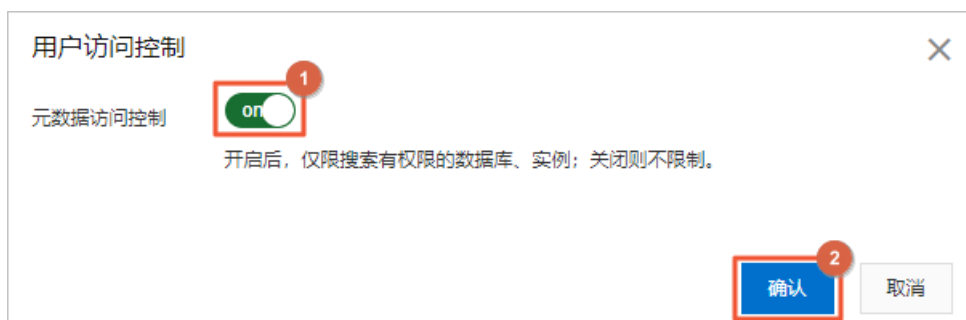 用户访问控制
1
元数据访问控制 on
开启后，仅限搜索有权限的数据库、实例；关闭则不限制。
2
确认 取消